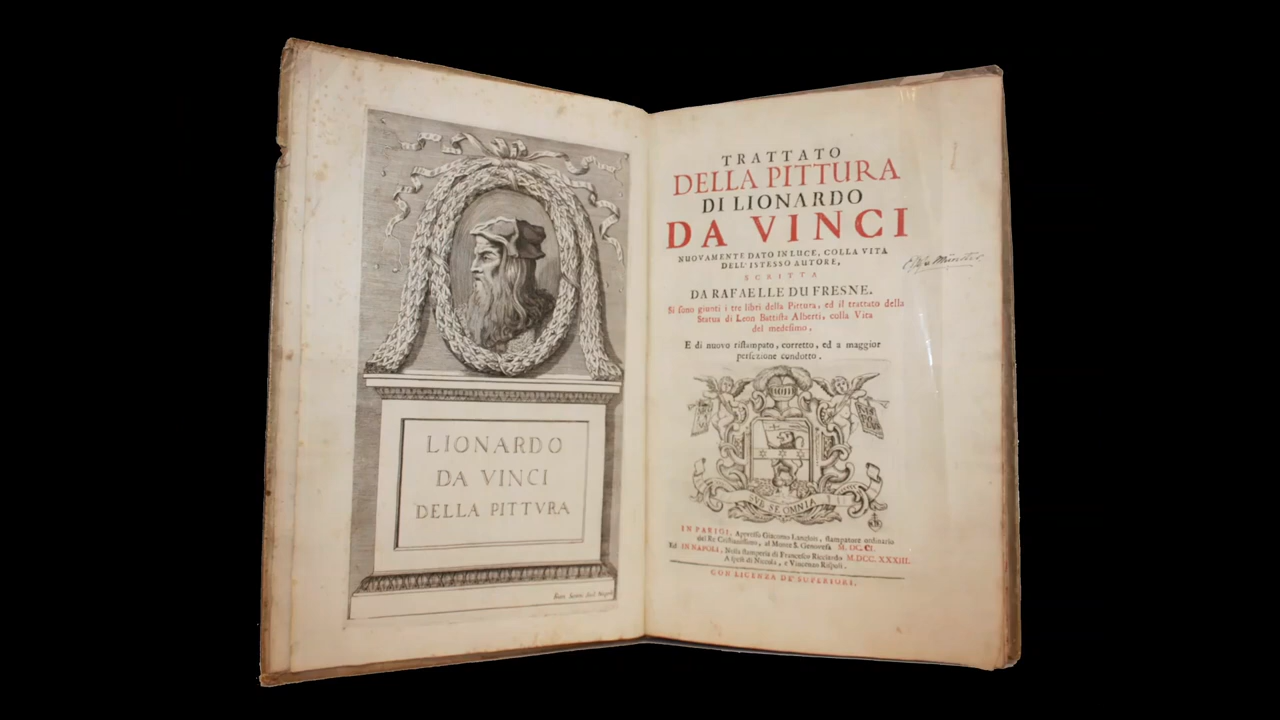 LIONARDO
DA VINCI
DELLA PITTVRA
TRATTATO
DELLA PITTURA
DI LIONARDO
DA VINCI
NUOVAMENTE DATO IN LUCE, COLLA VITA
DELL' ISTESSO AUTORE,
SCRITTA
DA RAFAELLE DU FRESNE.
Si sono giunti i tre libri della Pittura, ed il trattato della
Statua di Leon Battista Alberti, colla Vita
del medesimo.
E di nuovo ristampato, corretto, ed a maggior
perfezione condotto.
SVB SE OMNIA
IN PARIGI, Appresso Giacomo Langlois, stampatore ordinario
del Re Cristianissimo, al Monte S. Genovefa. M. DC. LI.
Ed IN NAPOLI, Nella stamperia di Francesco Ricciardo M.DCC. XXXIII.
A spese di Niccola, e Vincenzo Rispoli.
CON LICENZA DE' SUPERIORI.